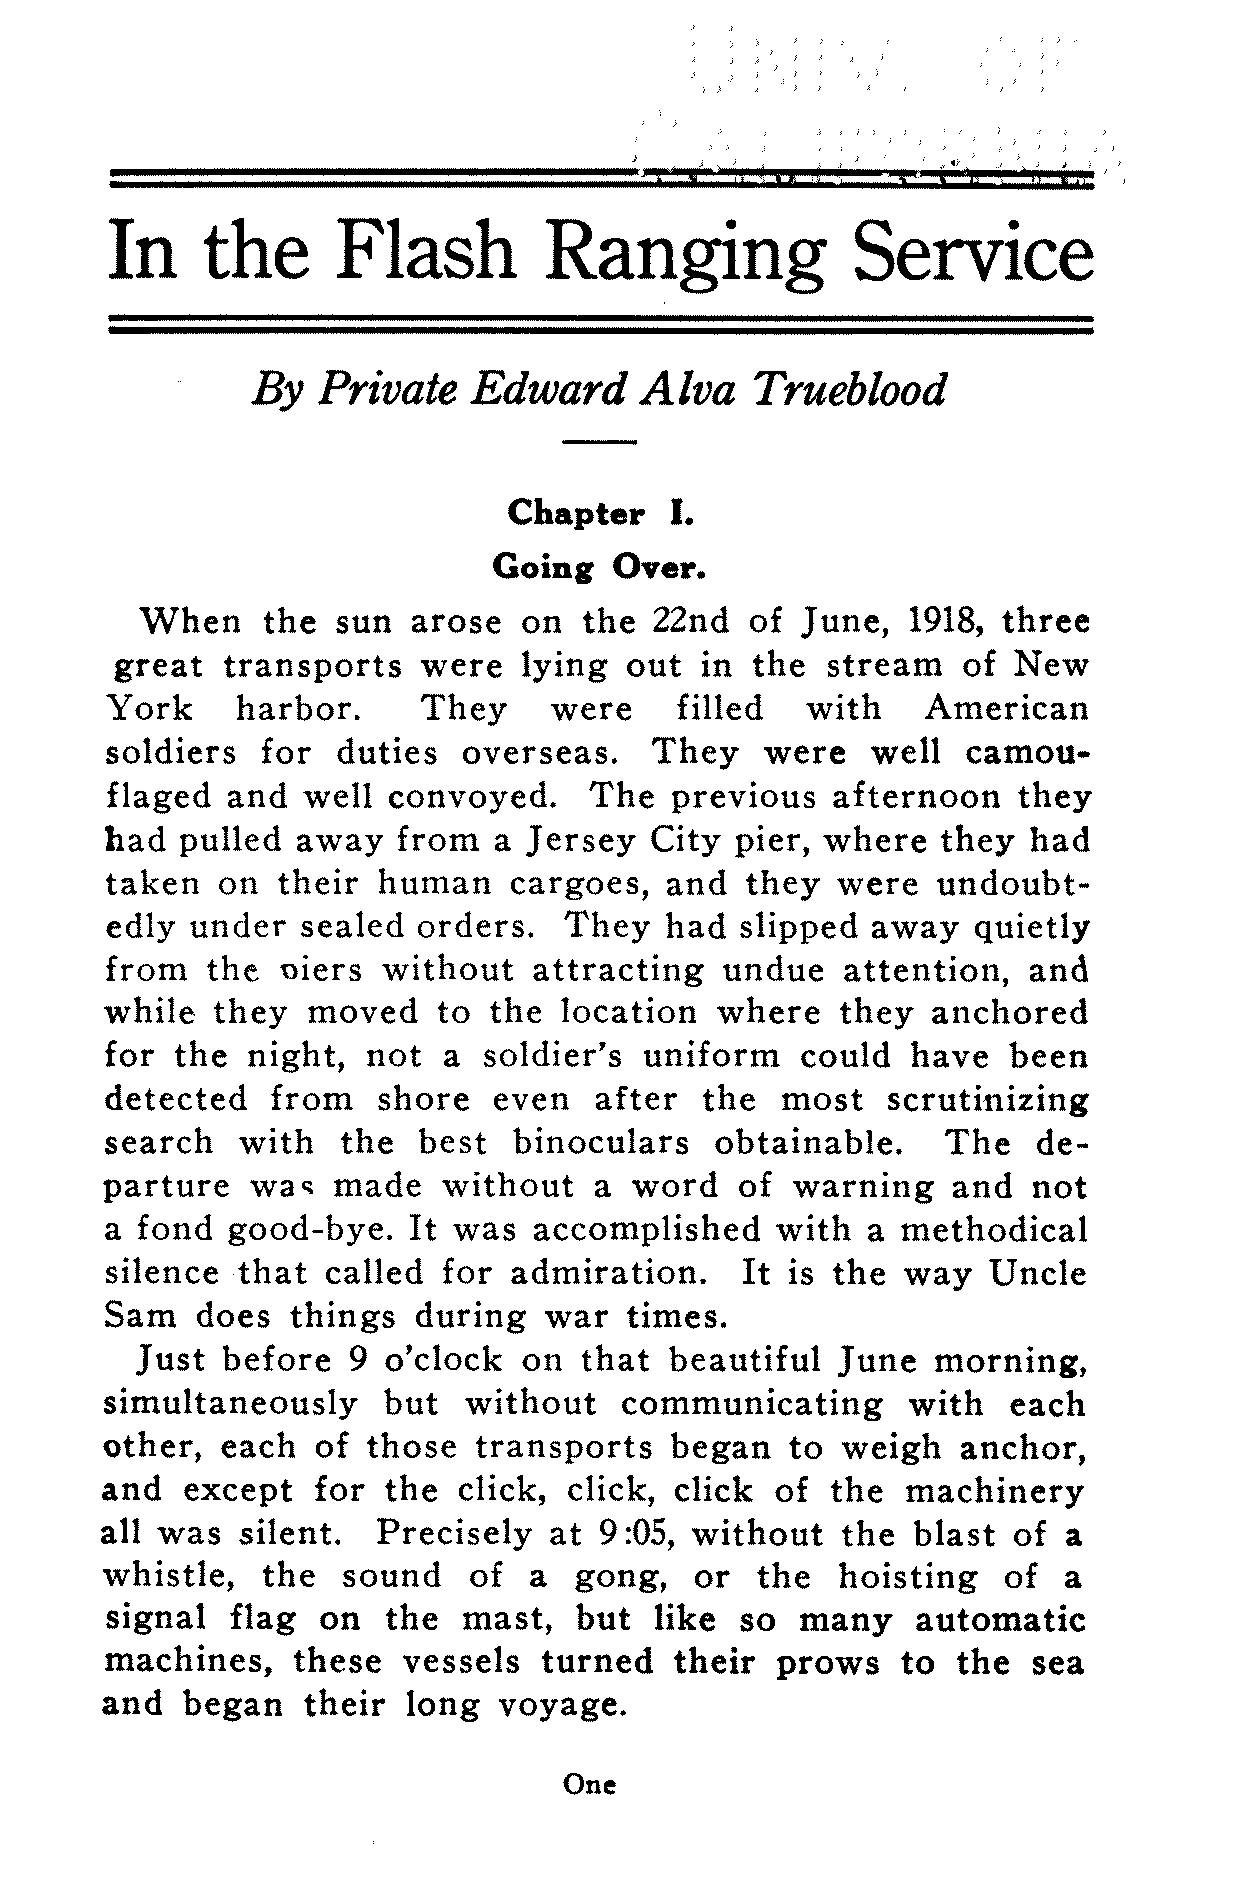 UNIV. OF
CALIFORNIA
In the Flash Ranging Service
By Private Edward Alva Trueblood
Chapter I.
Going Over.
When the sun arose on the 22nd of June, 1918, three
great transports were lying out in the stream of New
York harbor. They were filled with American
soldiers for duties overseas. They were well camou-
flaged and well convoyed. The previous afternoon they
had pulled away from a Jersey City pier, where they had
taken on their human cargoes, and they were undoubt-
edly under sealed orders. They had slipped away quietly
from the piers without attracting undue attention, and
while they moved to the location where they anchored
for the night, not a soldier's uniform could have been
detected from shore even after the most scrutinizing
search with the best binoculars obtainable. The de-
parture was made without a word of warning and not
a fond good-bye. It was accomplished with a methodical
silence that called for admiration. It is the way Uncle
Sam does things during war times.
Just before 9 o'clock on that beautiful June morning,
simultaneously but without communicating with each
other, each of those transports began to weigh anchor,
and except for the click, click, click of the machinery
all was silent. Precisely at 9:05, without the blast of a
whistle, the sound of a gong, or the hoisting of a
signal flag on the mast, but like so many automatic
machines, these vessels turned their prows to the sea
and began their long voyage.
One